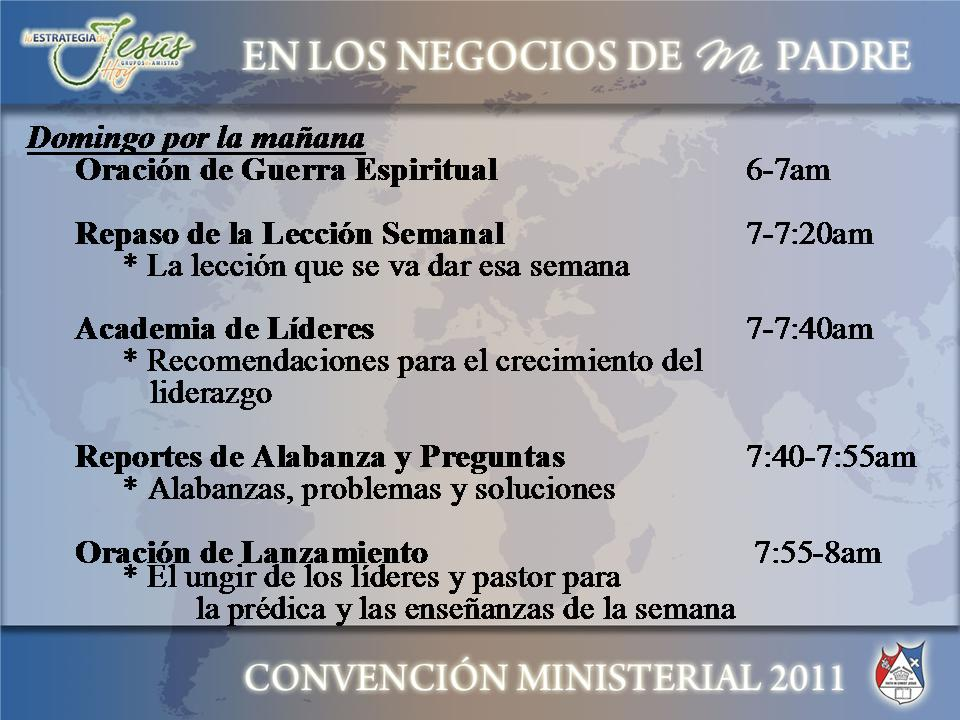 la ESTRATEGIA de
Jesús
GRUPOS de AMISTAD
Hoy
EN LOS NEGOCIOS DE Mi PADRE
Domingo por la mañana
Oración de Guerra Espiritual 6-7am
Repaso de la Lección Semanal 7-7:20am
* La lección que se va dar esa semana
Academia de Líderes 7-7:40am
* Recomendaciones para el crecimiento del
liderazgo
Reportes de Alabanza y Preguntas 7:40-7:55am
* Alabanzas, problemas y soluciones
Oración de Lanzamiento 7:55-8am
* El ungir de los líderes y pastor para
la prédica y las enseñanzas de la semana
CONVENCIÓN MINISTERIAL 2011